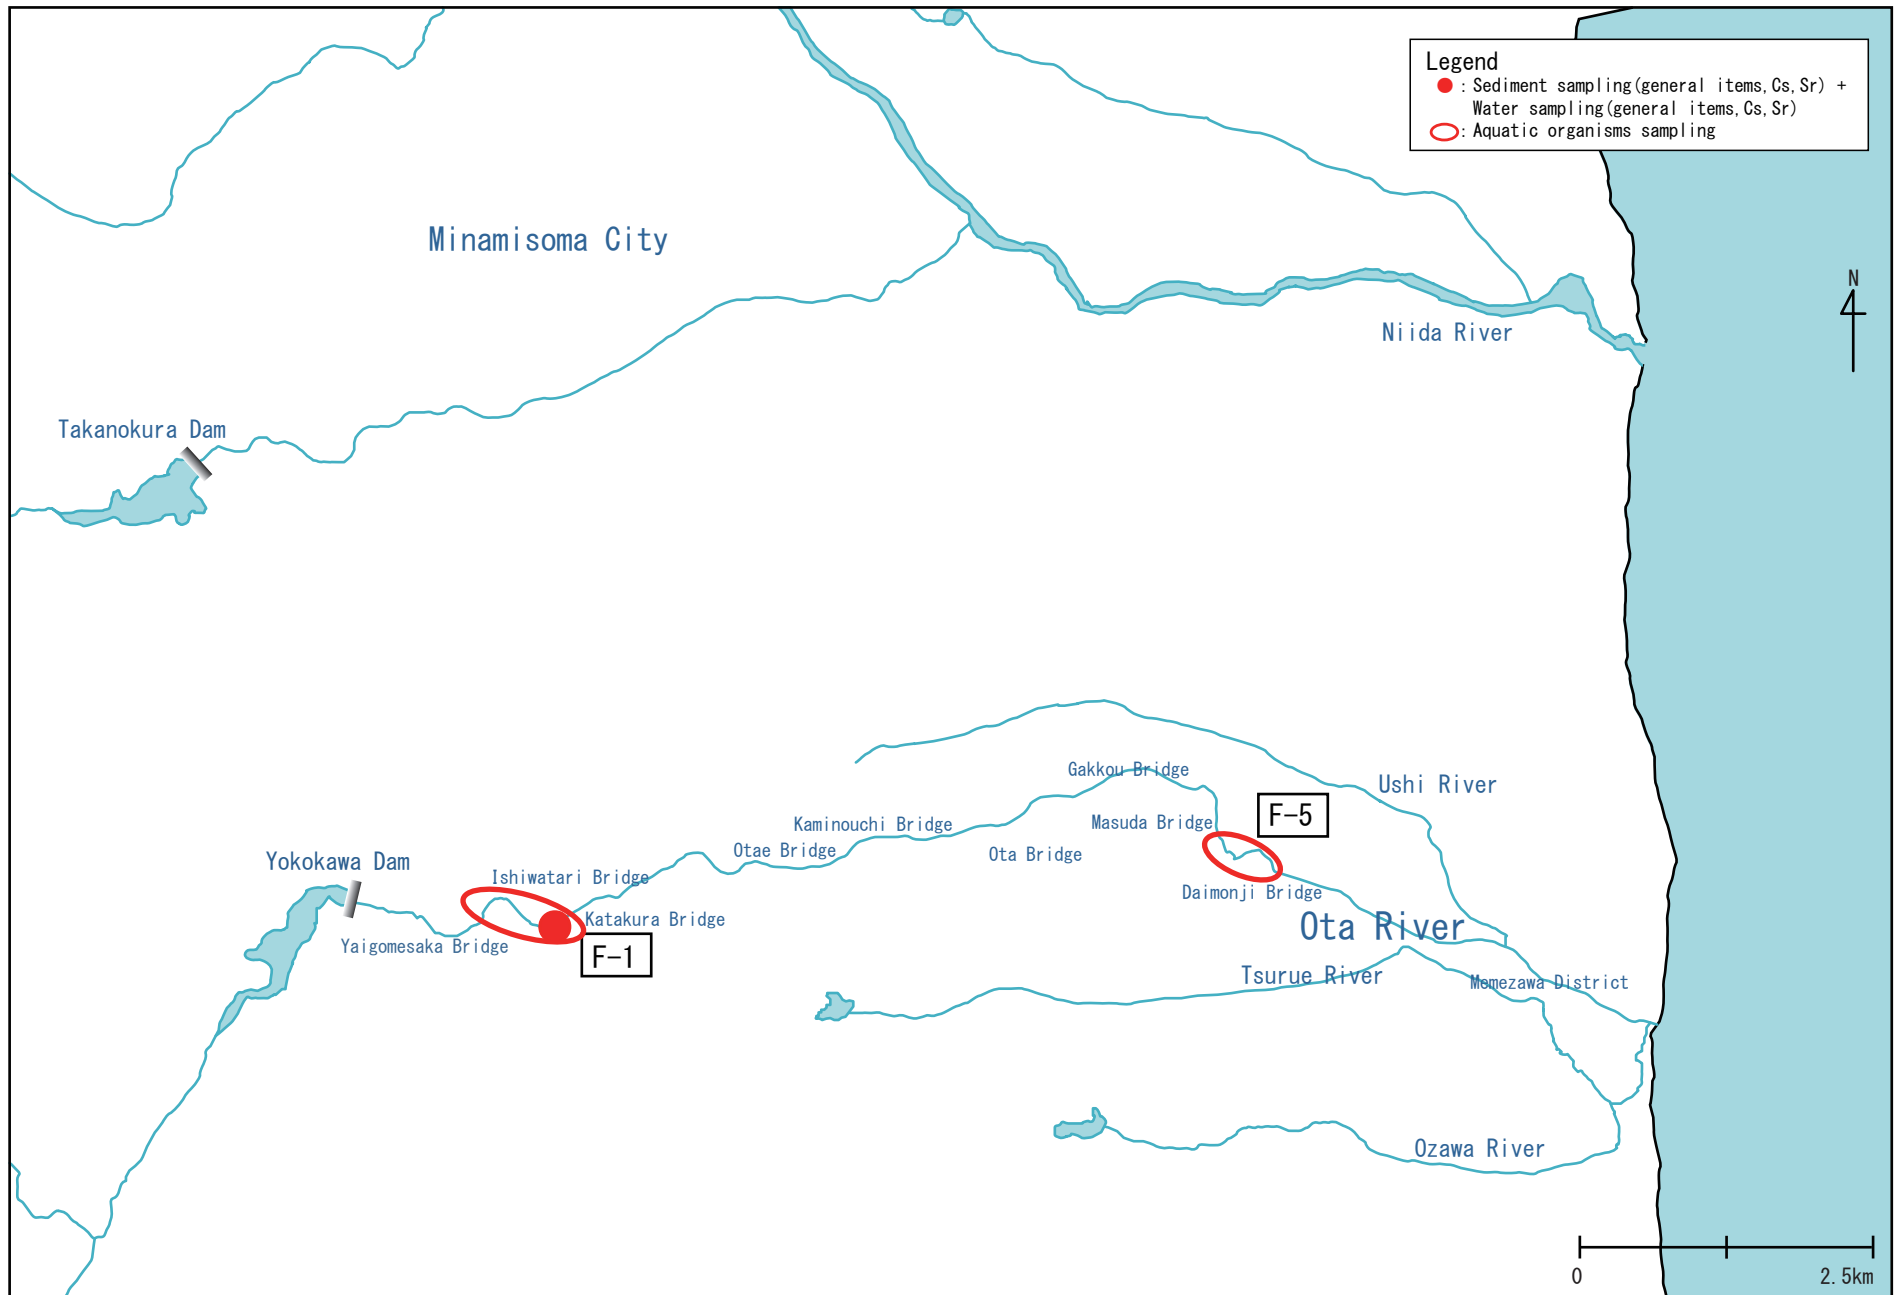 Legend
: Sediment sampling(general items,Cs,Sr) +
Water sampling(general items,Cs,Sr)
: Aquatic organisms sampling
Minamisoma City
N
Niida River
Takanokura Dam
Gakkou Bridge
Ushi River
F-5
Kaminouchi Bridge
Masuda Bridge
Otae Bridge
Ota Bridge
Yokokawa Dam
Ishiwatari Bridge
Daimonji Bridge
Katakura Bridge
Ota River
Yaigomesaka Bridge
F-1
Tsurue River
Memezawa District
Ozawa River
0
2.5km